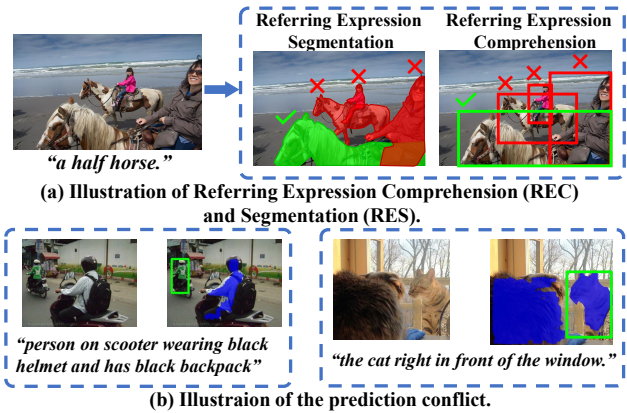 Referring Expression
Segmentation
Referring Expression
Comprehension
"a half horse."
(a) Illustration of Referring Expression Comprehension (REC)
and Segmentation (RES).
"person on scooter wearing black
helmet and has black backpack"
"the cat right in front of the window."
(b) Illustraion of the prediction conflict.